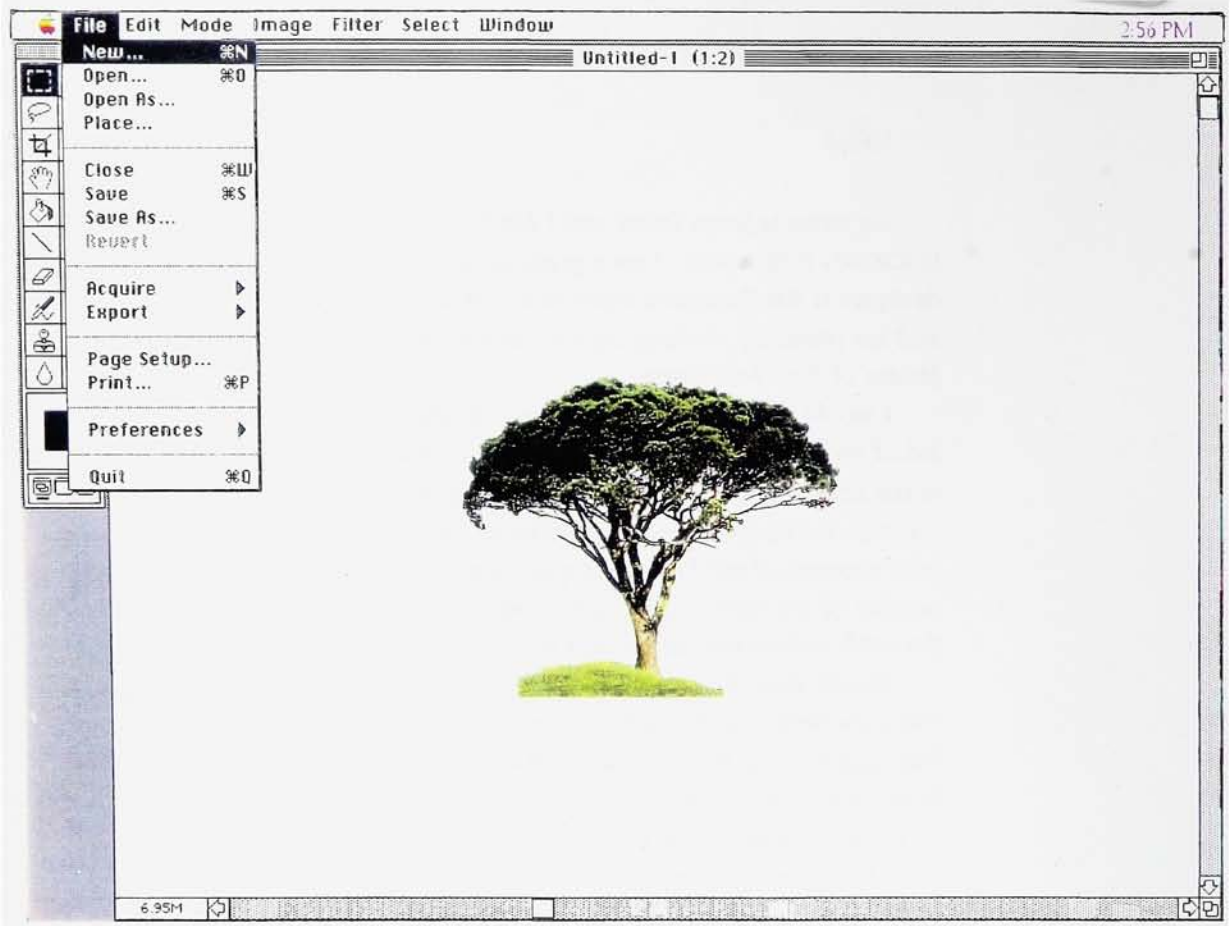 File Edit Mode Image Filter Select Window 2:56 PM
Untitled-1 (1:2)
New... ⌘N
Open... ⌘O
Open As...
Place...
Close ⌘W
Save ⌘S
Save As...
Revert
Acquire
Export
Page Setup...
Print... ⌘P
Preferences
Quit ⌘Q
6.95M